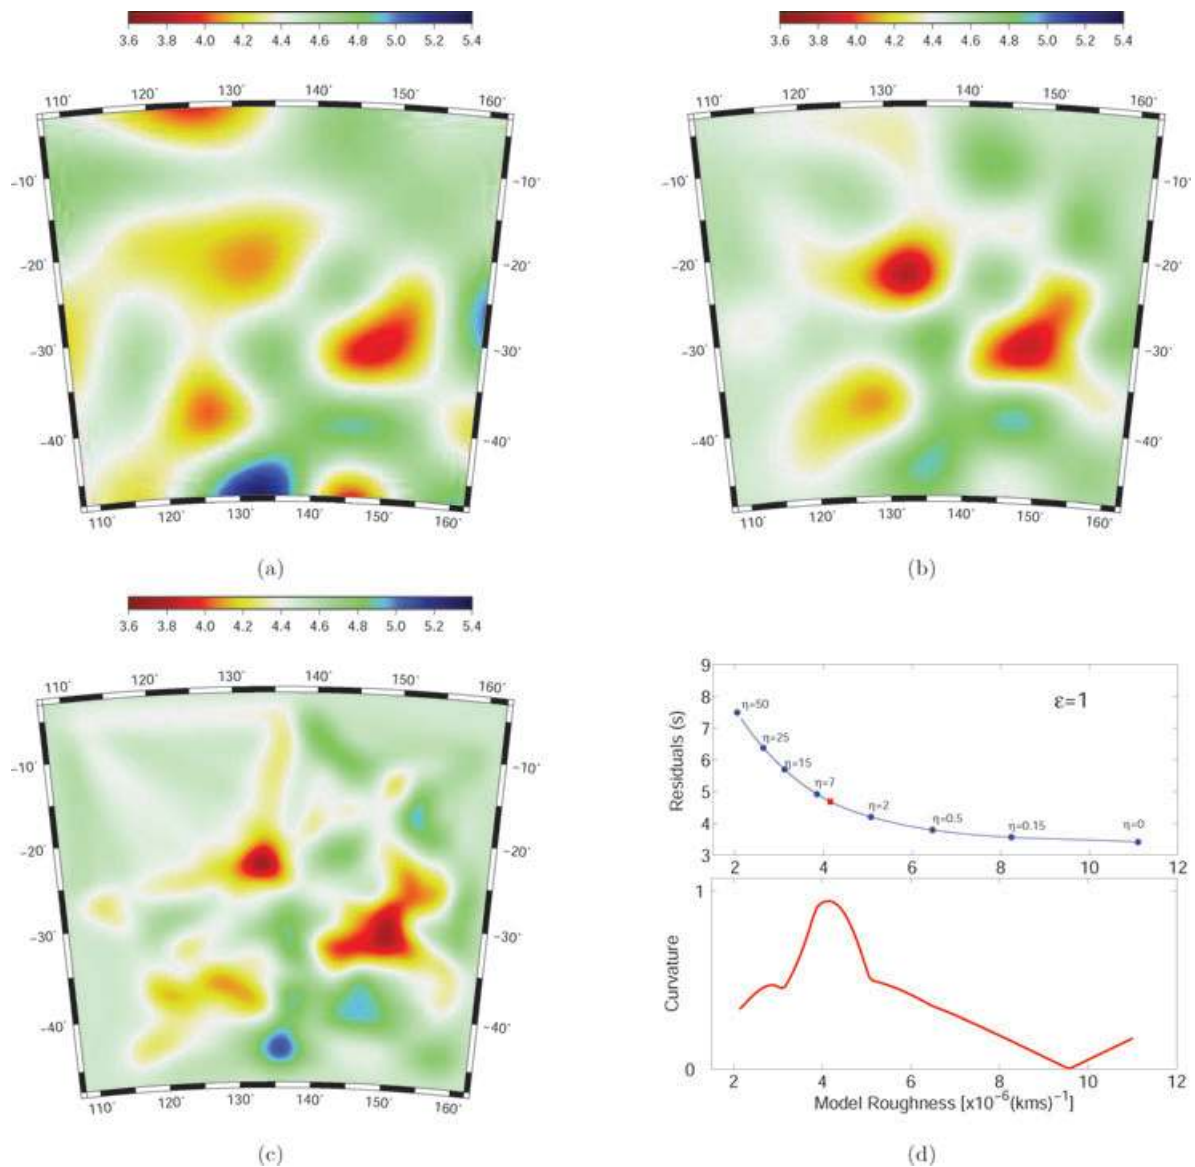 3.6 3.8 4.0 4.2 4.4 4.6 4.8 5.0 5.2 5.4
110° 120° 130° 140° 150° 160°
-10° -10°
-20° -20°
-30° -30°
-40° -40°
110° 120° 130° 140° 150° 160°
(a)
3.6 3.8 4.0 4.2 4.4 4.6 4.8 5.0 5.2 5.4
110° 120° 130° 140° 150° 160°
-10° -10°
-20° -20°
-30° -30°
-40° -40°
110° 120° 130° 140° 150° 160°
(b)
3.6 3.8 4.0 4.2 4.4 4.6 4.8 5.0 5.2 5.4
110° 120° 130° 140° 150° 160°
-10° -10°
-20° -20°
-30° -30°
-40° -40°
110° 120° 130° 140° 150° 160°
(c)
9
8
7
6
5
4
3
Residuals (s)
ε=1
η=50
η=25
η=15
η=7
η=2
η=0.5
η=0.15
η=0
2 4 6 8 10 12
1
0
Curvature
2 4 6 8 10 12
Model Roughness [x10⁻⁶(kms)⁻¹]
(d)